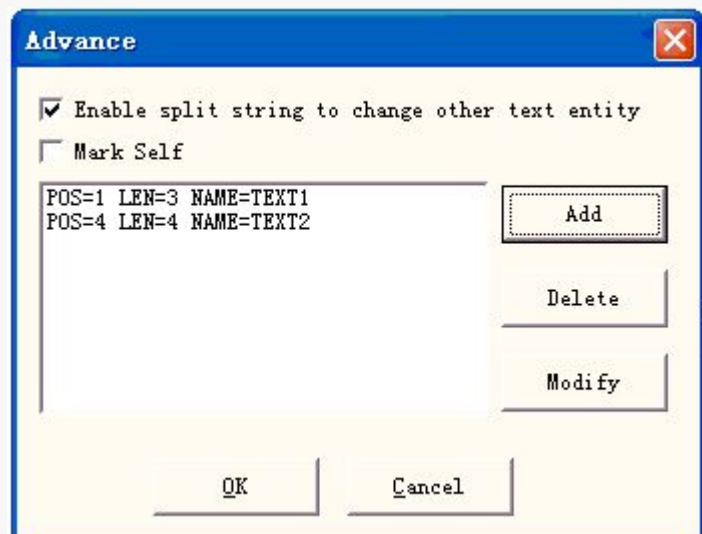 Advance
Enable split string to change other text entity
Mark Self
POS=1 LEN=3 NAME=TEXT1
POS=4 LEN=4 NAME=TEXT2
Add
Delete
Modify
OK
Cancel